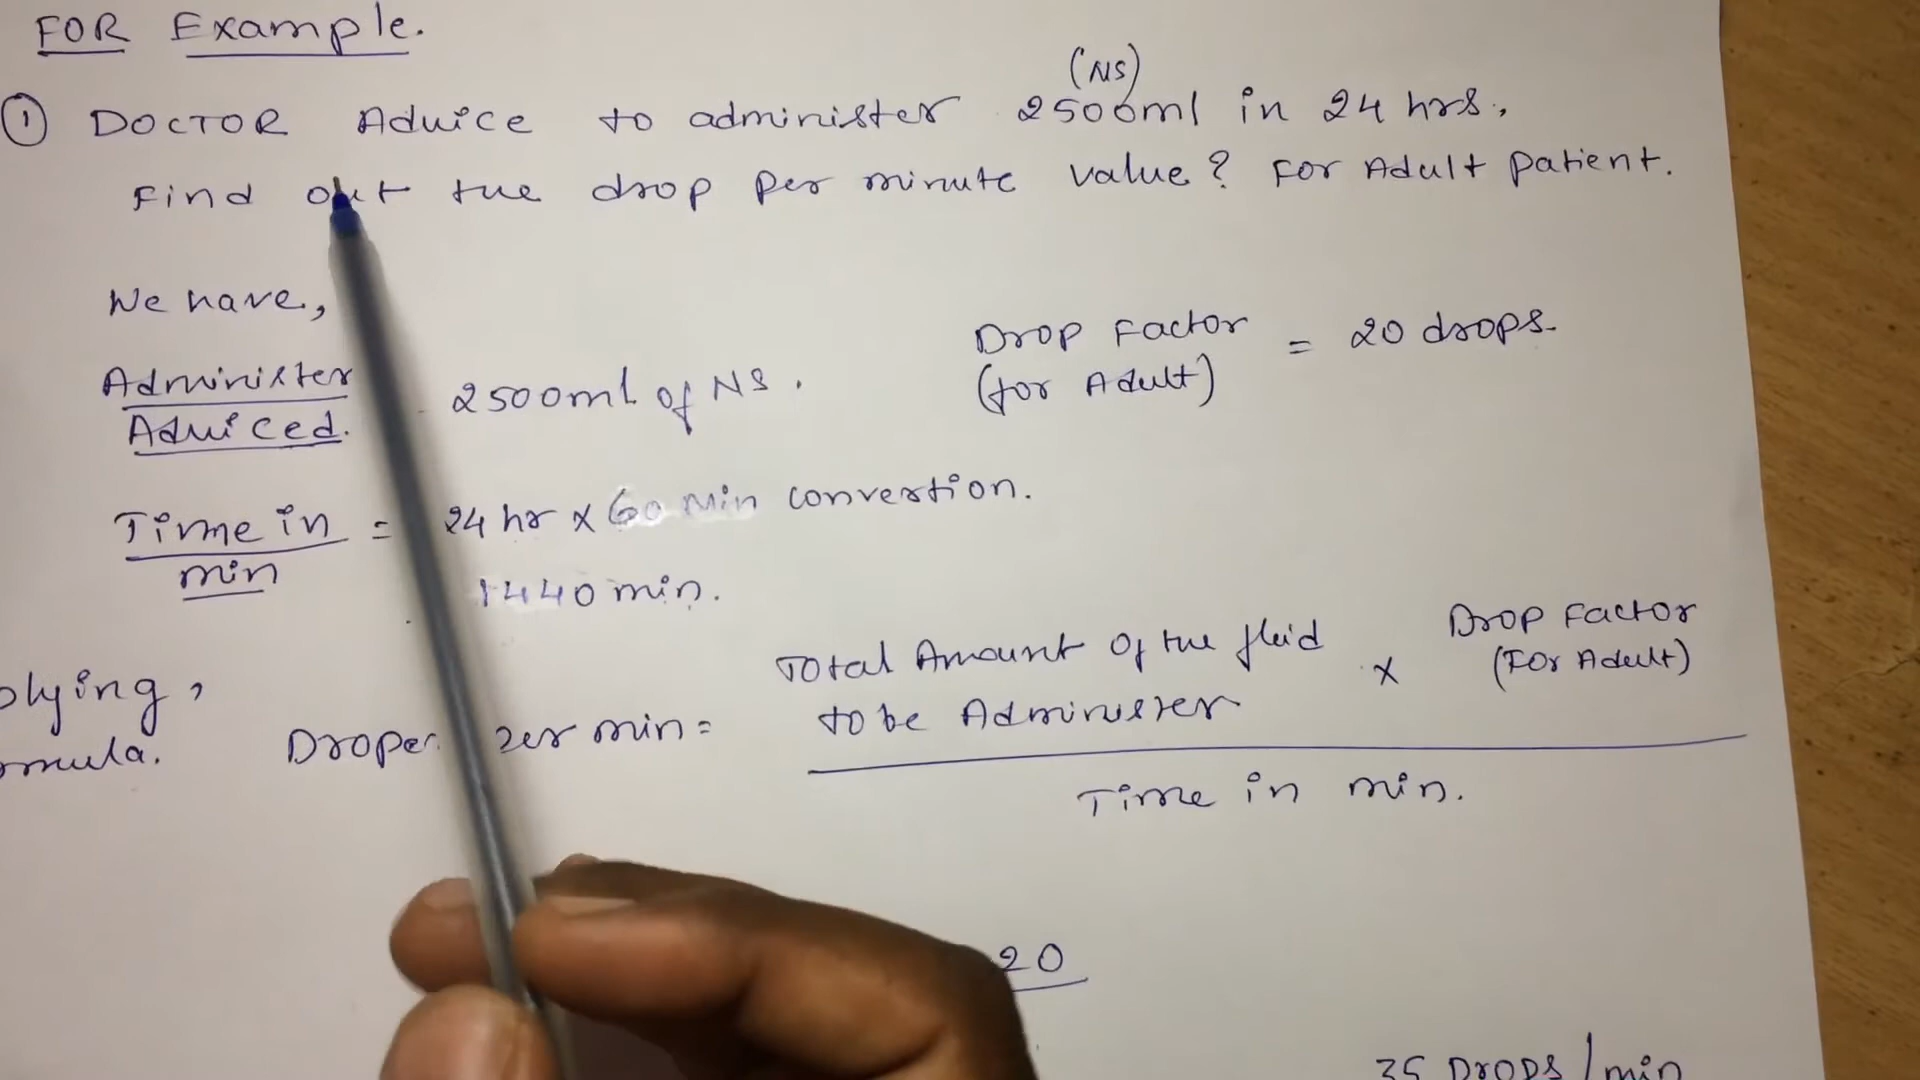 FOR Example.
(NS)
① DOCTOR Advice to administer 2500ml in 24 hrs.
Find out the drop per minute value? For Adult Patient.
We have,
Administer
Adviced.
2500ml of NS.
Drop Factor
(for Adult)
= 20 drops.
Time in
min
= 24 hr x 60 Min convertion.
1440 min.
plying,
rmula.
min =
Total Amount of the fluid
to be Administer
x Drop Factor
(For Adult)
Time in min.
20
35 DROPS/min